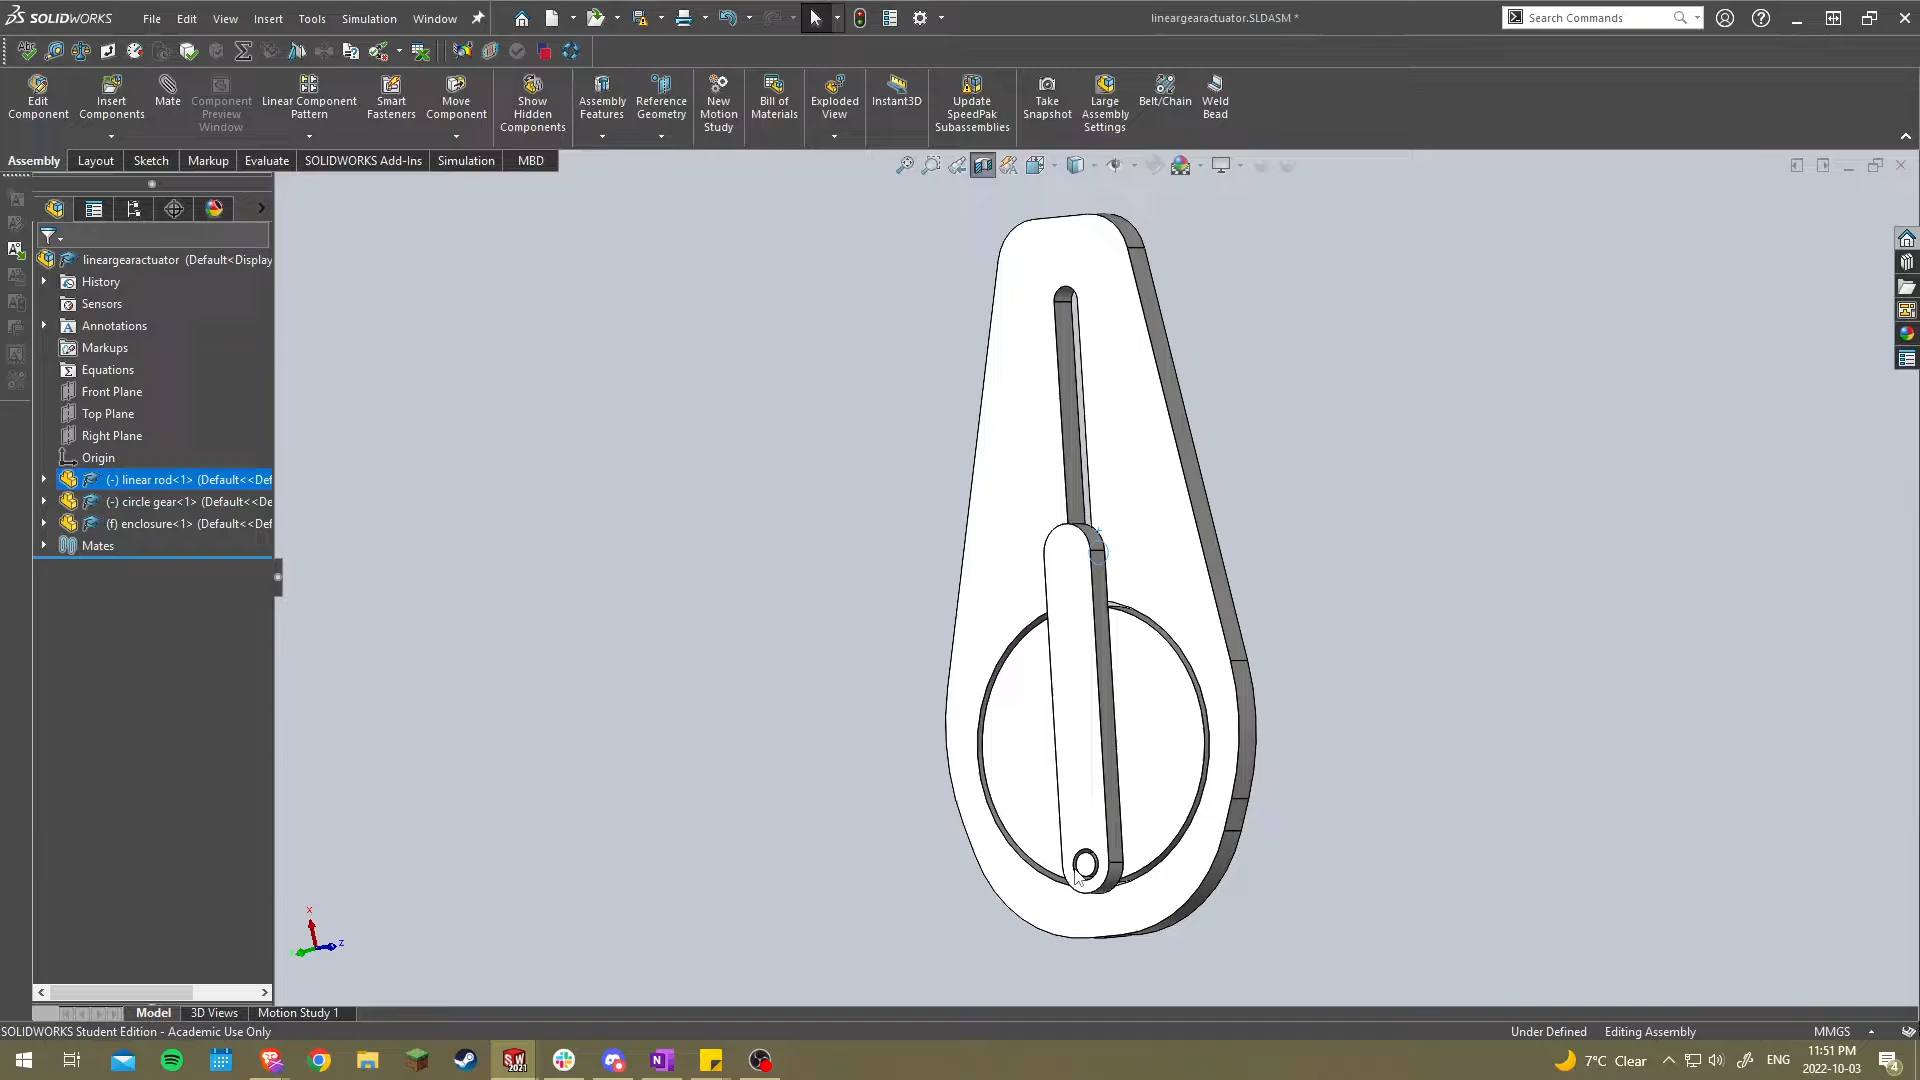 SOLIDWORKS File Edit View Insert Tools Simulation Window
lineargearactuator.SLDASM *
Search Commands
Edit Component
Insert Components
Mate
Component Preview Window
Linear Component Pattern
Smart Fasteners
Move Component
Show Hidden Components
Assembly Features
Reference Geometry
New Motion Study
Bill of Materials
Exploded View
Instant3D
Update SpeedPak Subassemblies
Take Snapshot
Large Assembly Settings
Belt/Chain
Weld Bead
Assembly Layout Sketch Markup Evaluate SOLIDWORKS Add-Ins Simulation MBD
lineargearactuator (Default<Display
History
Sensors
Annotations
Markups
Equations
Front Plane
Top Plane
Right Plane
Origin
(-) linear rod<1> (Default<<Def
(-) circle gear<1> (Default<<De
(f) enclosure<1> (Default<<Def
Mates
x
z
Model 3D Views Motion Study 1
SOLIDWORKS Student Edition - Academic Use Only
Under Defined Editing Assembly MMGS
7°C Clear
ENG
11:51 PM
2022-10-03
4